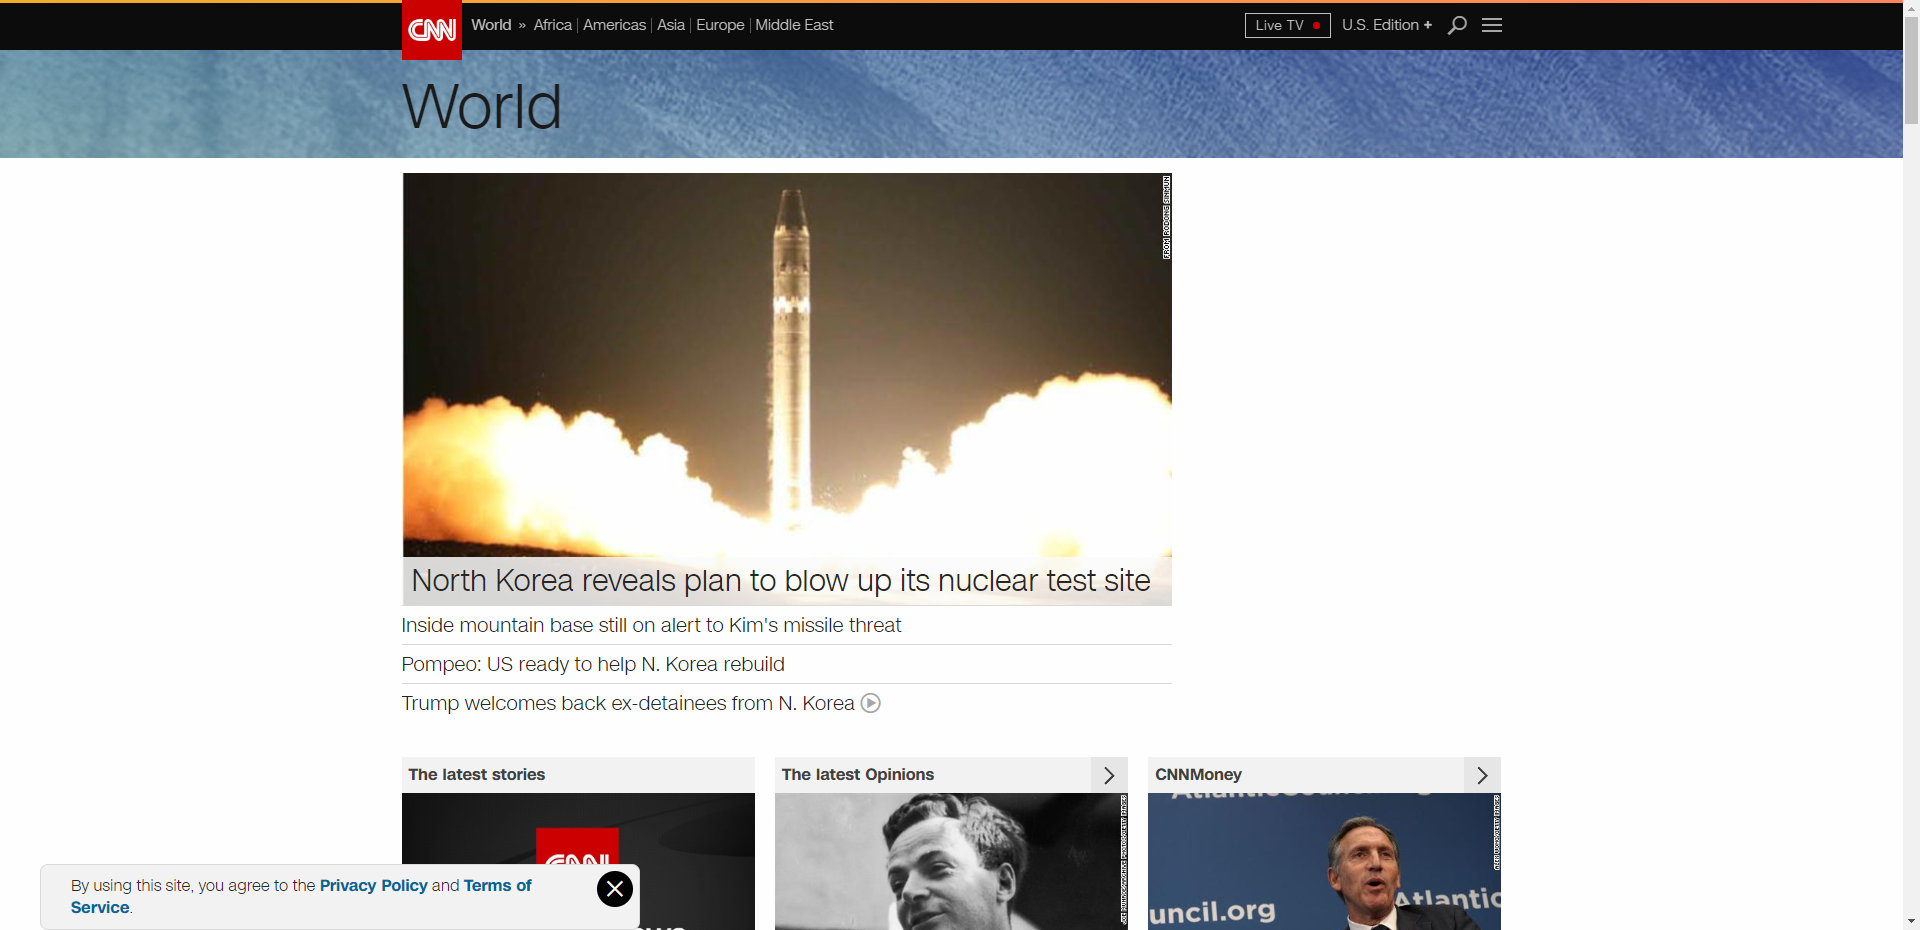 CNN World » Africa Americas Asia Europe Middle East Live TV U.S. Edition +
World
FROM RODONG SINMUN
North Korea reveals plan to blow up its nuclear test site
Inside mountain base still on alert to Kim's missile threat
Pompeo: US ready to help N. Korea rebuild
Trump welcomes back ex-detainees from N. Korea
The latest stories
The latest Opinions
CNNMoney
CNN
Atlantic
uncil.org
By using this site, you agree to the Privacy Policy and Terms of
Service.